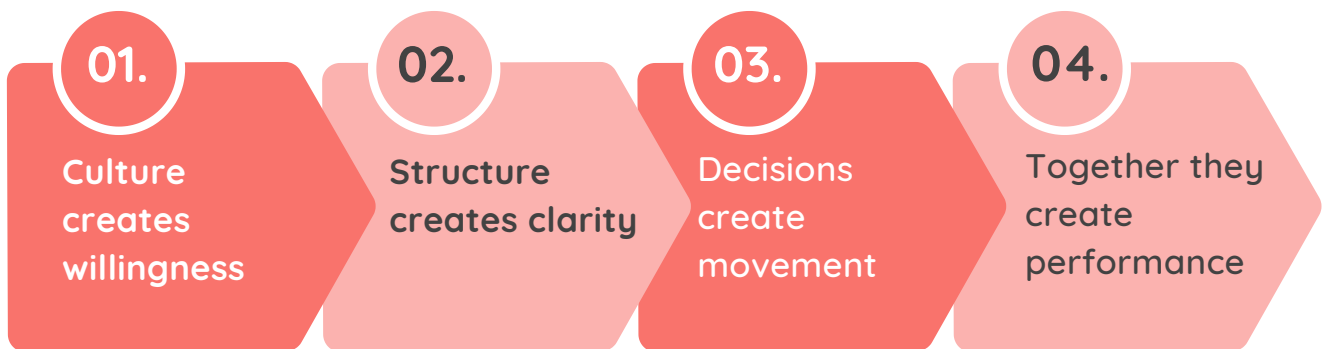 01.
Culture
creates
willingness
02.
Structure
creates clarity
03.
Decisions
create
movement
04.
Together they
create
performance